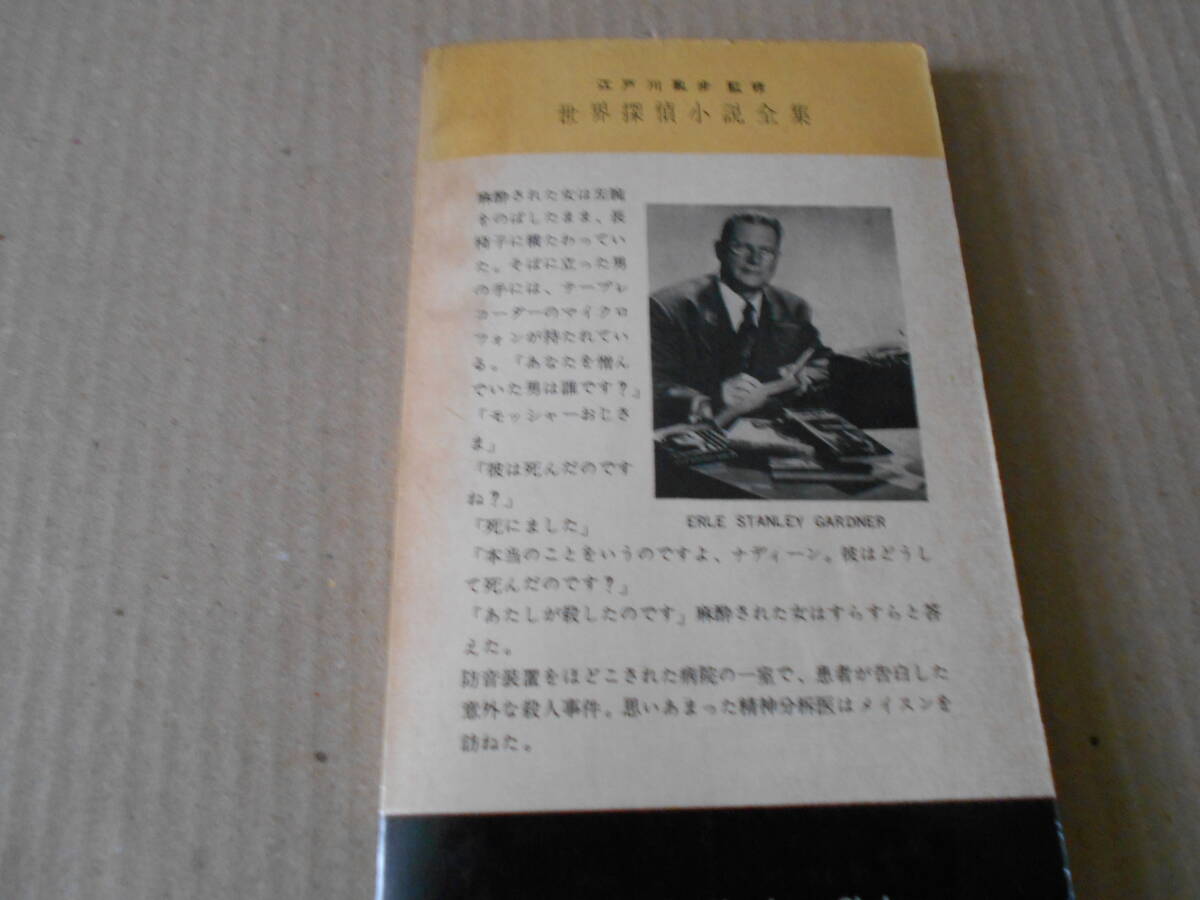 江戸川乱歩監修
世界探偵小説全集
麻酔された女は左腕
をのばしたまま、長
椅子に横たわってい
た。そばに立った男
の手には、テープレ
コーダーのマイクロ
フォンが持たれてい
る。『あなたを憎ん
でいた男は誰です？』
『モッシャーおじさ
ま』
『彼は死んだのです
ね？』
『死にました』
『本当のことをいうのですよ、ナディーン。彼はどうし
て死んだのです？』
『あたしが殺したのです』麻酔された女はすらすらと答
えた。
防音装置をほどこされた病院の一室で、患者が告白した
意外な殺人事件。思いあまった精神分析医はメイスンを
訪ねた。
ERLE STANLEY GARDNER